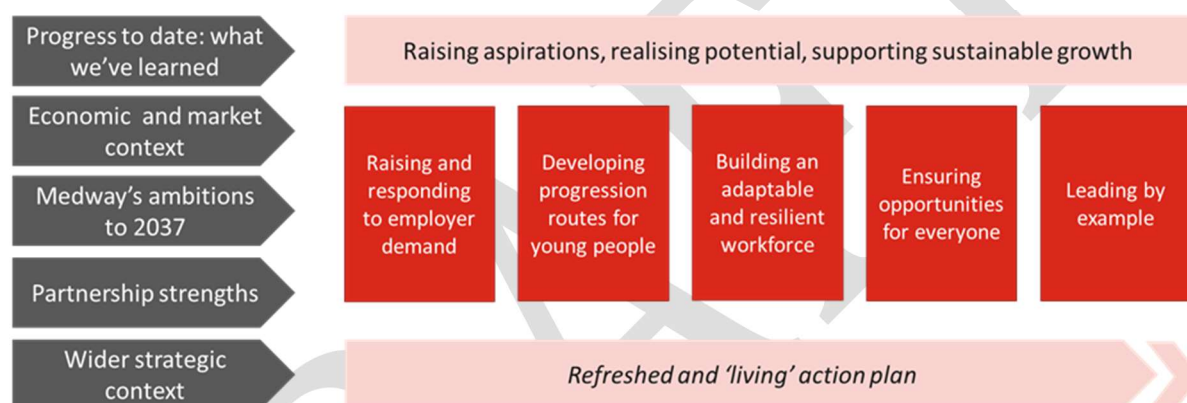 Progress to date: what
we've learned
Economic and market
context
Medway's ambitions
to 2037
Partnership strengths
Wider strategic
context
Raising aspirations, realising potential, supporting sustainable growth
Raising and
responding
to employer
demand
Developing
progression
routes for
young people
Building an
adaptable
and resilient
workforce
Ensuring
opportunities
for everyone
Leading by
example
Refreshed and ‘living’ action plan